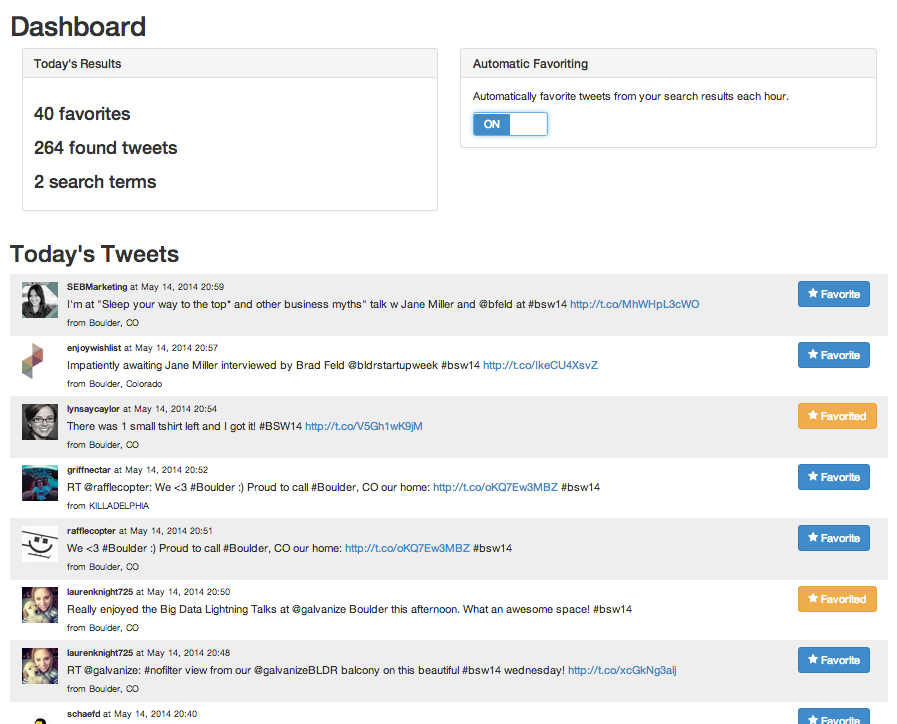 Dashboard
Today's Results
40 favorites
264 found tweets
2 search terms
Automatic Favoriting
Automatically favorite tweets from your search results each hour.
ON
Today's Tweets
SEBMarketing at May 14, 2014 20:59
I'm at "Sleep your way to the top* and other business myths" talk w Jane Miller and @bfeld at #bsw14 http://t.co/MhWHpL3cWO
from Boulder, CO
Favorite
enjoywishlist at May 14, 2014 20:57
Impatiently awaiting Jane Miller interviewed by Brad Feld @bldrstartupweek #bsw14 http://t.co/IkeCU4XsvZ
from Boulder, Colorado
Favorite
lynsaycaylor at May 14, 2014 20:54
There was 1 small tshirt left and I got it! #BSW14 http://t.co/V5Gh1wK9jM
from Boulder, CO
Favorited
griffnectar at May 14, 2014 20:52
RT @rafflecopter: We <3 #Boulder :) Proud to call #Boulder, CO our home: http://t.co/oKQ7Ew3MBZ #bsw14
from KILLADELPHIA
Favorite
rafflecopter at May 14, 2014 20:51
We <3 #Boulder :) Proud to call #Boulder, CO our home: http://t.co/oKQ7Ew3MBZ #bsw14
from Boulder, CO
Favorite
laurenknight725 at May 14, 2014 20:50
Really enjoyed the Big Data Lightning Talks at @galvanize Boulder this afternoon. What an awesome space! #bsw14
from Boulder, CO
Favorited
laurenknight725 at May 14, 2014 20:48
RT @galvanize: #nofilter view from our @galvanizeBLDR balcony on this beautiful #bsw14 wednesday! http://t.co/xcGkNg3alj
from Boulder, CO
Favorite
schaefd at May 14, 2014 20:40
Favorite